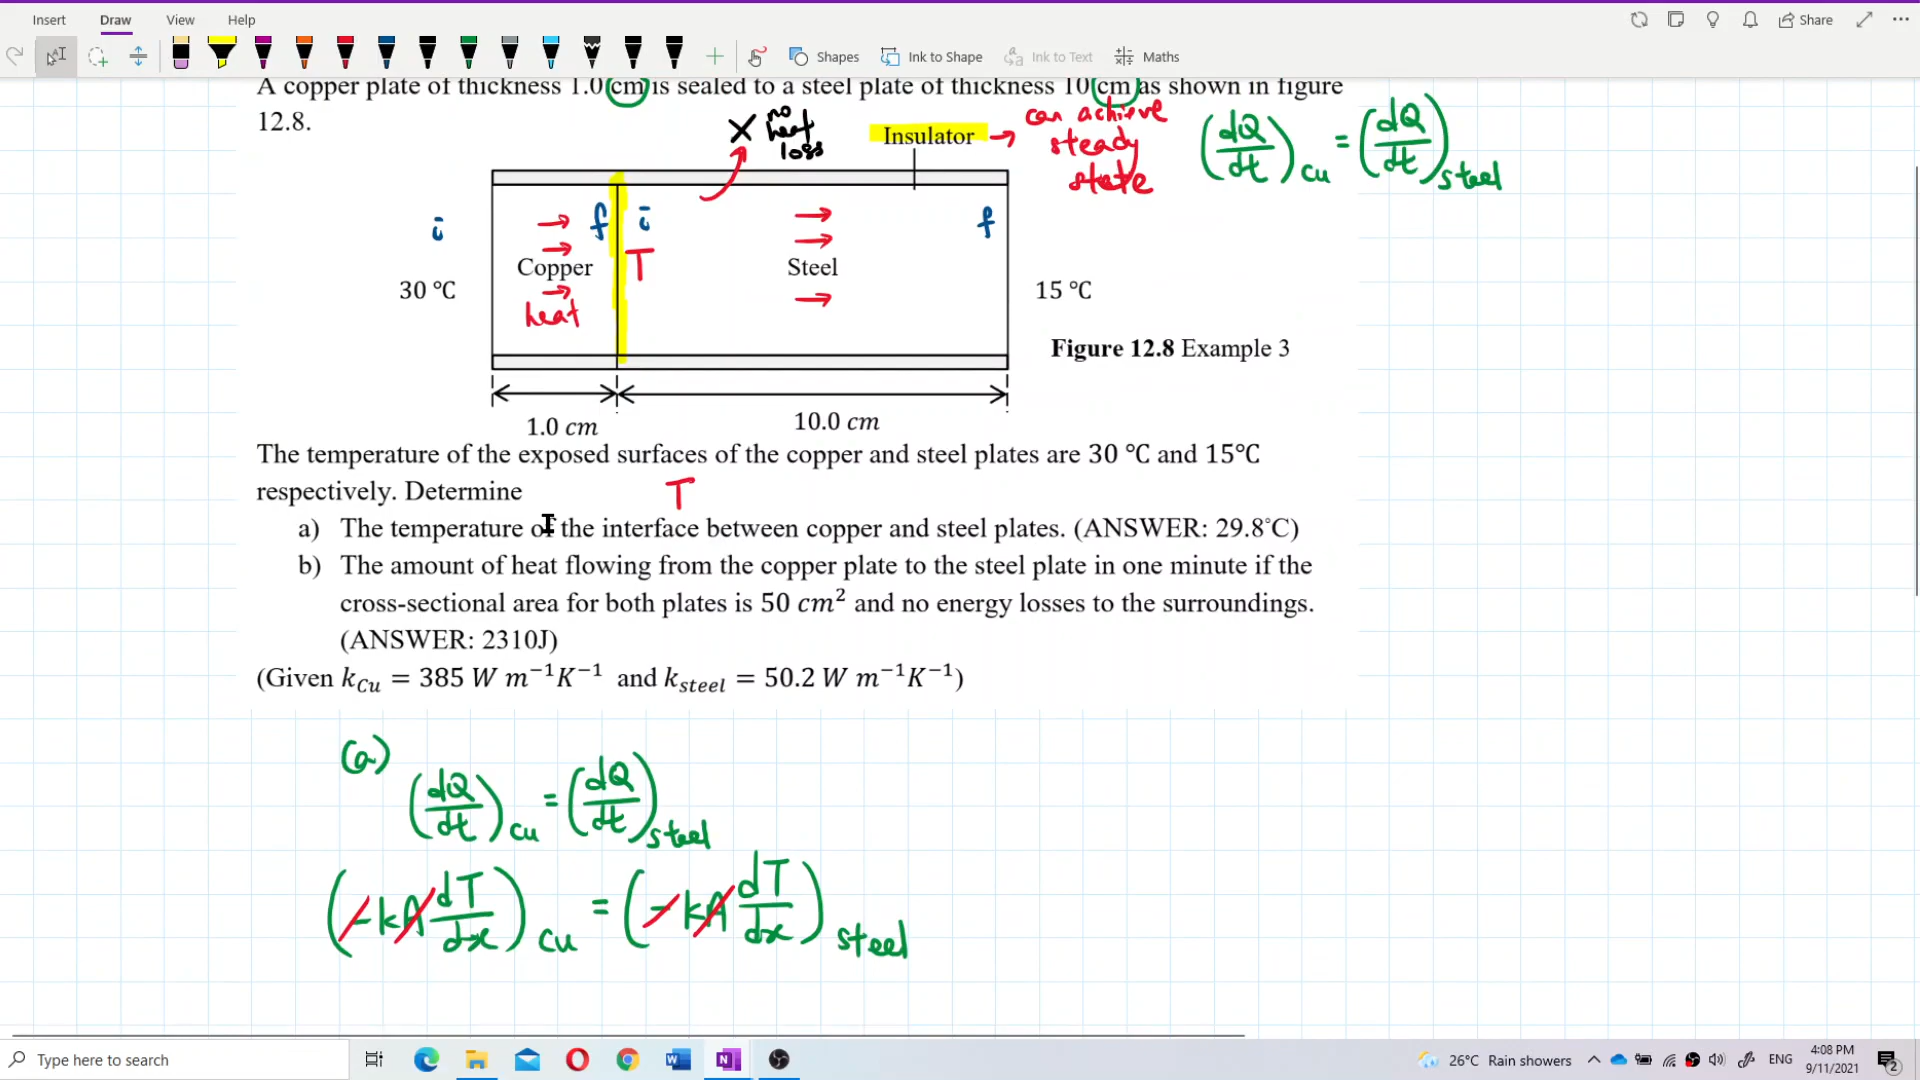 Insert Draw View Help
Share
Shapes Ink to Shape Ink to Text Maths
A copper plate of thickness 1.0 cm is sealed to a steel plate of thickness 10 cm as shown in figure
12.8.
no
heat
loss
Insulator
can achieve
steady
state
(dQ/dt)cu = (dQ/dt)steel
i
f
i
f
T
Copper
Steel
heat
30 ℃
15 ℃
Figure 12.8 Example 3
1.0 cm
10.0 cm
The temperature of the exposed surfaces of the copper and steel plates are 30 ℃ and 15℃
respectively. Determine
T
a) The temperature of the interface between copper and steel plates. (ANSWER: 29.8°C)
b) The amount of heat flowing from the copper plate to the steel plate in one minute if the
cross-sectional area for both plates is 50 cm² and no energy losses to the surroundings.
(ANSWER: 2310J)
(Given k_Cu = 385 W m⁻¹K⁻¹ and k_steel = 50.2 W m⁻¹K⁻¹)
(a)
(dQ/dt)cu = (dQ/dt)steel
(-kA dT/dx)cu = (-kA dT/dx)steel
Type here to search
26°C Rain showers
ENG
4:08 PM
9/11/2021
2